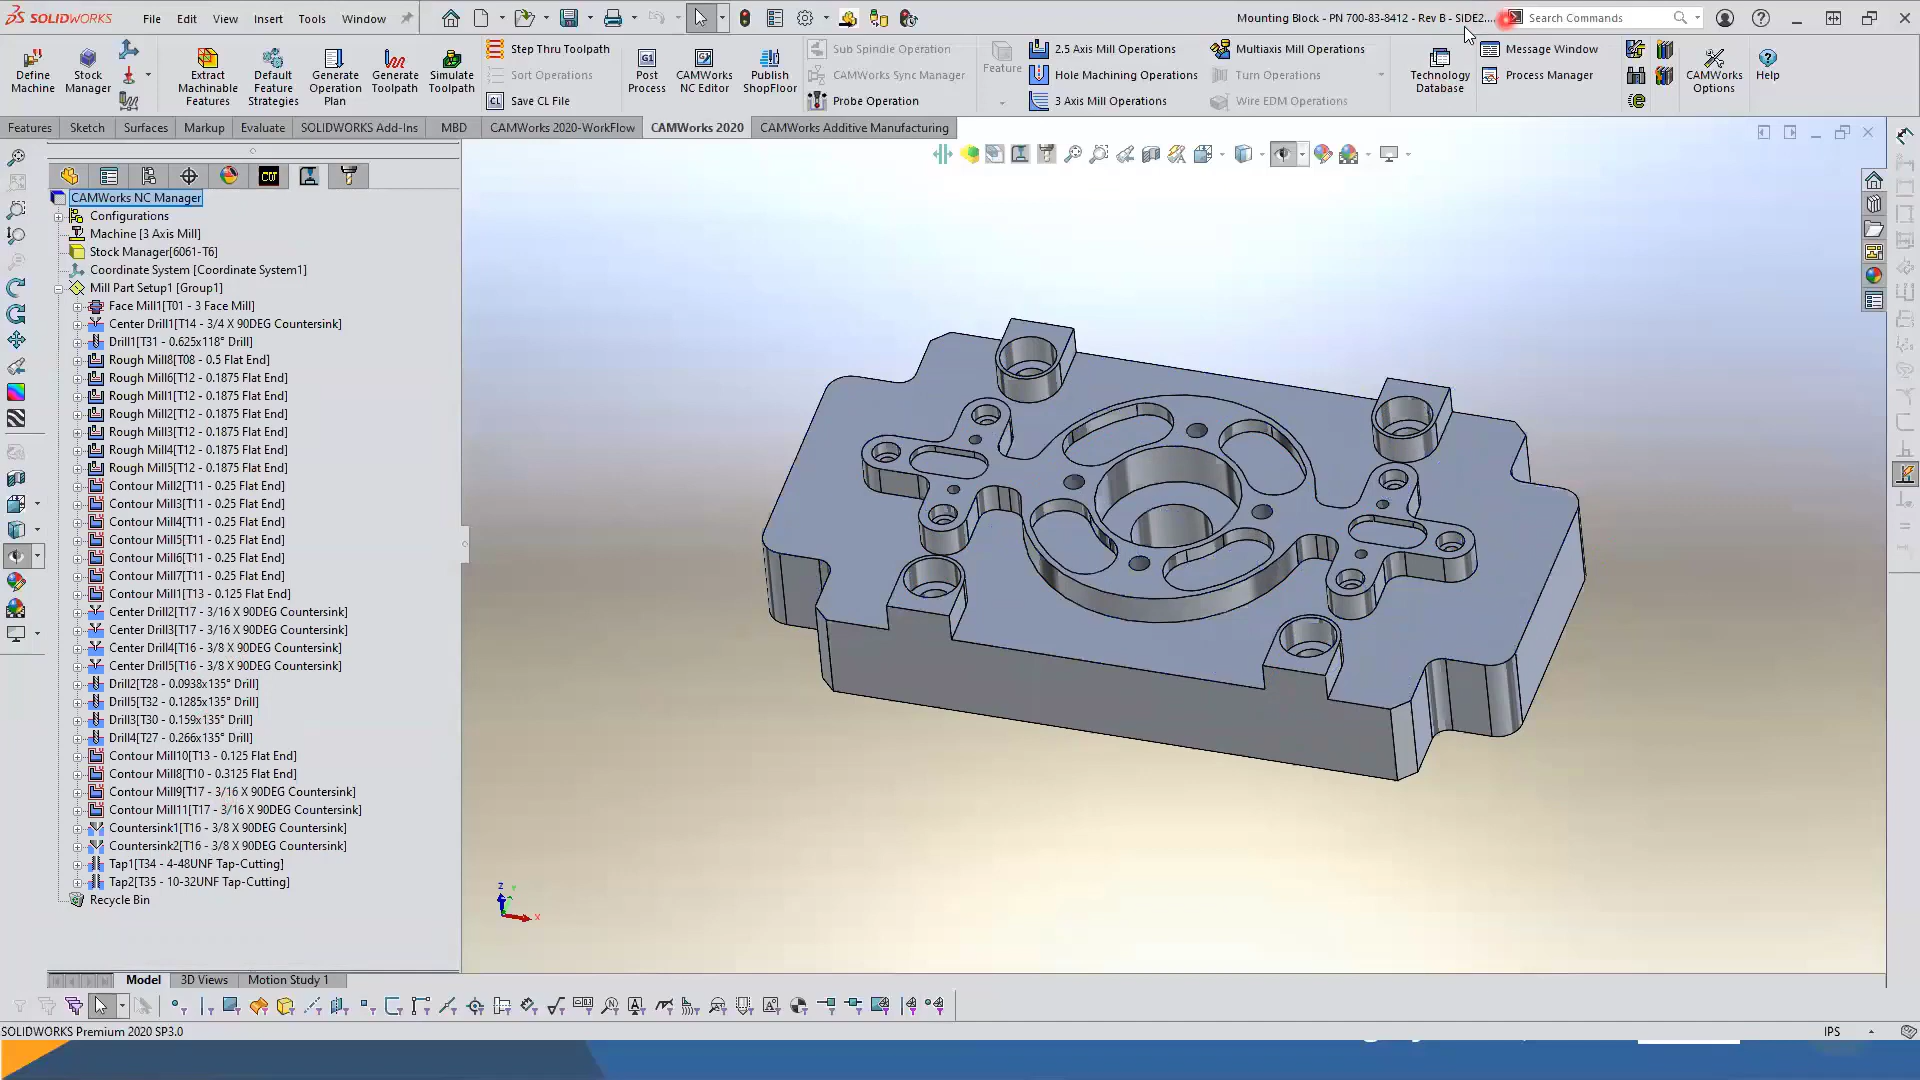 SOLIDWORKS File Edit View Insert Tools Window Mounting Block - PN 700-83-8412 - Rev B - SIDE2.... Search Commands
Define Machine
Stock Manager
Extract Machinable Features
Default Feature Strategies
Generate Operation Plan
Generate Toolpath
Simulate Toolpath
Step Thru Toolpath
Sort Operations
Save CL File
Post Process
CAMWorks NC Editor
Publish ShopFloor
Sub Spindle Operation
CAMWorks Sync Manager
Probe Operation
Feature
2.5 Axis Mill Operations
Hole Machining Operations
3 Axis Mill Operations
Multiaxis Mill Operations
Turn Operations
Wire EDM Operations
Technology Database
Message Window
Process Manager
CAMWorks Options
Help
Features Sketch Surfaces Markup Evaluate SOLIDWORKS Add-Ins MBD CAMWorks 2020-WorkFlow CAMWorks 2020 CAMWorks Additive Manufacturing
CAMWorks NC Manager
Configurations
Machine [3 Axis Mill]
Stock Manager[6061-T6]
Coordinate System [Coordinate System1]
Mill Part Setup1 [Group1]
Face Mill1[T01 - 3 Face Mill]
Center Drill1[T14 - 3/4 X 90DEG Countersink]
Drill1[T31 - 0.625x118° Drill]
Rough Mill8[T08 - 0.5 Flat End]
Rough Mill6[T12 - 0.1875 Flat End]
Rough Mill1[T12 - 0.1875 Flat End]
Rough Mill2[T12 - 0.1875 Flat End]
Rough Mill3[T12 - 0.1875 Flat End]
Rough Mill4[T12 - 0.1875 Flat End]
Rough Mill5[T12 - 0.1875 Flat End]
Contour Mill2[T11 - 0.25 Flat End]
Contour Mill3[T11 - 0.25 Flat End]
Contour Mill4[T11 - 0.25 Flat End]
Contour Mill5[T11 - 0.25 Flat End]
Contour Mill6[T11 - 0.25 Flat End]
Contour Mill7[T11 - 0.25 Flat End]
Contour Mill1[T13 - 0.125 Flat End]
Center Drill2[T17 - 3/16 X 90DEG Countersink]
Center Drill3[T17 - 3/16 X 90DEG Countersink]
Center Drill4[T16 - 3/8 X 90DEG Countersink]
Center Drill5[T16 - 3/8 X 90DEG Countersink]
Drill2[T28 - 0.0938x135° Drill]
Drill5[T32 - 0.1285x135° Drill]
Drill3[T30 - 0.159x135° Drill]
Drill4[T27 - 0.266x135° Drill]
Contour Mill10[T13 - 0.125 Flat End]
Contour Mill8[T10 - 0.3125 Flat End]
Contour Mill9[T17 - 3/16 X 90DEG Countersink]
Contour Mill11[T17 - 3/16 X 90DEG Countersink]
Countersink1[T16 - 3/8 X 90DEG Countersink]
Countersink2[T16 - 3/8 X 90DEG Countersink]
Tap1[T34 - 4-48UNF Tap-Cutting]
Tap2[T35 - 10-32UNF Tap-Cutting]
Recycle Bin
Z
Y
X
Model 3D Views Motion Study 1
SOLIDWORKS Premium 2020 SP3.0 IPS